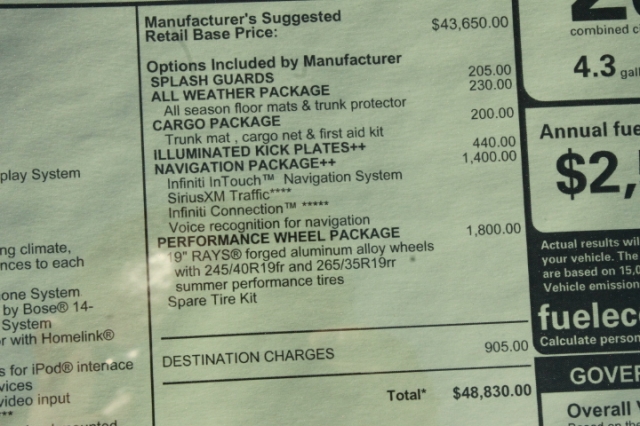 Manufacturer's Suggested
Retail Base Price: $43,650.00
Options Included by Manufacturer
SPLASH GUARDS 205.00
ALL WEATHER PACKAGE 230.00
All season floor mats & trunk protector
CARGO PACKAGE 200.00
Trunk mat , cargo net & first aid kit
ILLUMINATED KICK PLATES++ 440.00
NAVIGATION PACKAGE++ 1,400.00
Infiniti InTouch™ Navigation System
SiriusXM Traffic****
Infiniti Connection™ *****
Voice recognition for navigation
PERFORMANCE WHEEL PACKAGE 1,800.00
19" RAYS® forged aluminum alloy wheels
with 245/40R19fr and 265/35R19rr
summer performance tires
Spare Tire Kit
DESTINATION CHARGES 905.00
Total* $48,830.00
play System
ng climate,
nces to each
one System
by Bose® 14-
System
r with Homelink®
s for iPod® interface
vices
video input
***
combined c
4.3 gall
Annual fue
$2,
Actual results will
your vehicle. The
are based on 15,0
Vehicle emission
fueleco
Calculate person
GOVER
Overall V